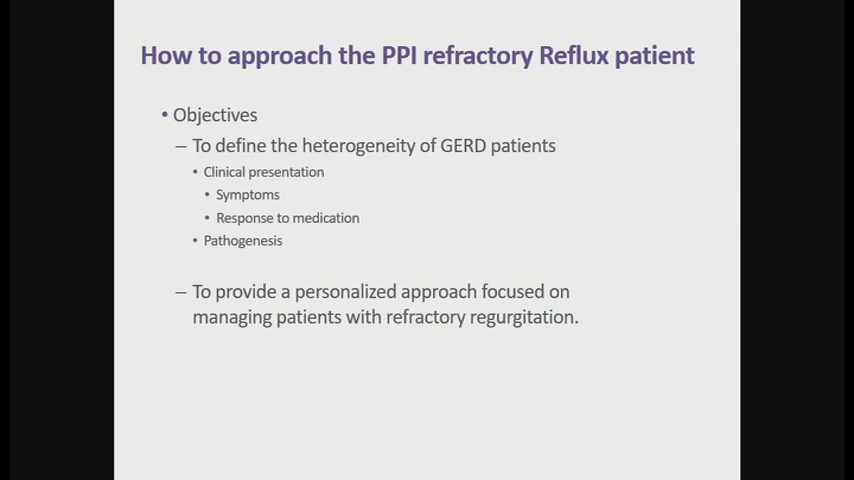 How to approach the PPI refractory Reflux patient
• Objectives
– To define the heterogeneity of GERD patients
• Clinical presentation
• Symptoms
• Response to medication
• Pathogenesis
– To provide a personalized approach focused on
managing patients with refractory regurgitation.